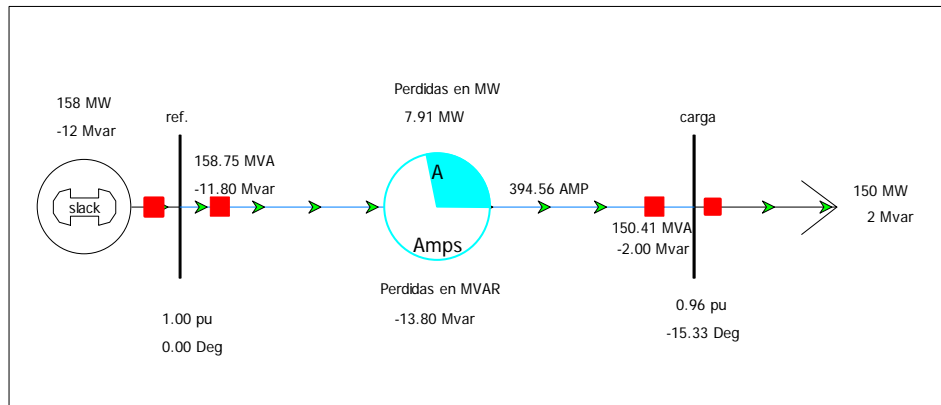 158 MW
-12 Mvar
slack
ref.
158.75 MVA
-11.80 Mvar
1.00 pu
0.00 Deg
Perdidas en MW
7.91 MW
A
Amps
Perdidas en MVAR
-13.80 Mvar
394.56 AMP
carga
150.41 MVA
-2.00 Mvar
0.96 pu
-15.33 Deg
150 MW
2 Mvar